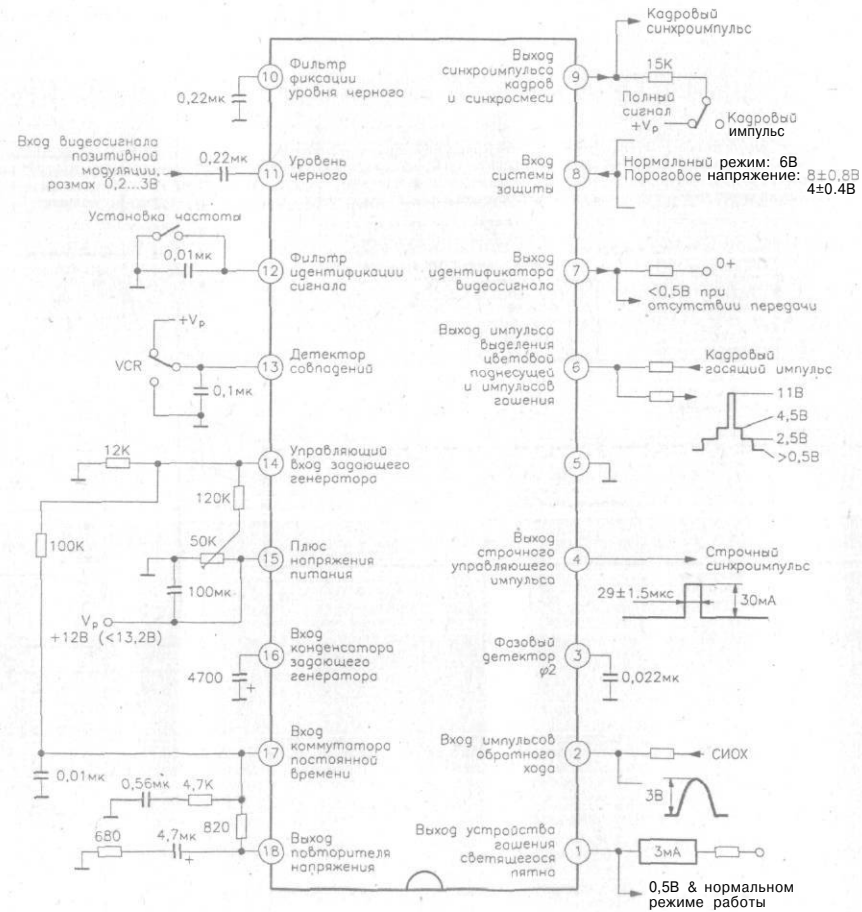 Кадровый
синхроимпульс
10
Фильтр
фиксации
уровня черного
0,22мк
Выход
синхроимпульса
кадров
и синхросмеси
9
15К
Полный
сигнал
+Vр
Кадровый
импульс
Вход видеосигнала
позитивной
модуляции,
размах 0,2...3В
0,22мк
11
Уровень
черного
Вход
системы
защиты
8
Нормальный режим: 6В
Пороговое напряжение: 8±0,8В
4±0.4В
Установка частоты
0,01мк
12
Фильтр
идентификации
сигнала
Выход
идентификатора
видеосигнала
7
0+
<0,5В при
отсутствии передачи
+Vр
VCR
0,1мк
13
Детектор
совпадений
Выход импульса
выделения
цветовой
поднесущей
и импульсов
гашения
6
Кадровый
гасящий импульс
11В
4,5В
2,5В
>0,5В
12К
14
Управляющий
вход задающего
генератора
5
120К
100К
50К
15
Плюс
напряжения
питания
100мк
Vр
+12В (<13,2В)
Выход
строчного
управляющего
импульса
4
Строчный
синхроимпульс
29±1.5мкс
30мА
4700
+
16
Вход
конденсатора
задающего
генератора
Фазовый
детектор
φ2
3
0,022мк
17
Вход
коммутатора
постоянной
времени
0,01мк
0,56мк
4,7К
820
Вход импульсов
обратного
хода
2
СИОХ
3В
680
4,7мк
+
18
Выход
повторителя
напряжения
Выход устройства
гашения
светящегося
пятна
1
3мА
0,5В & нормальном
режиме работы